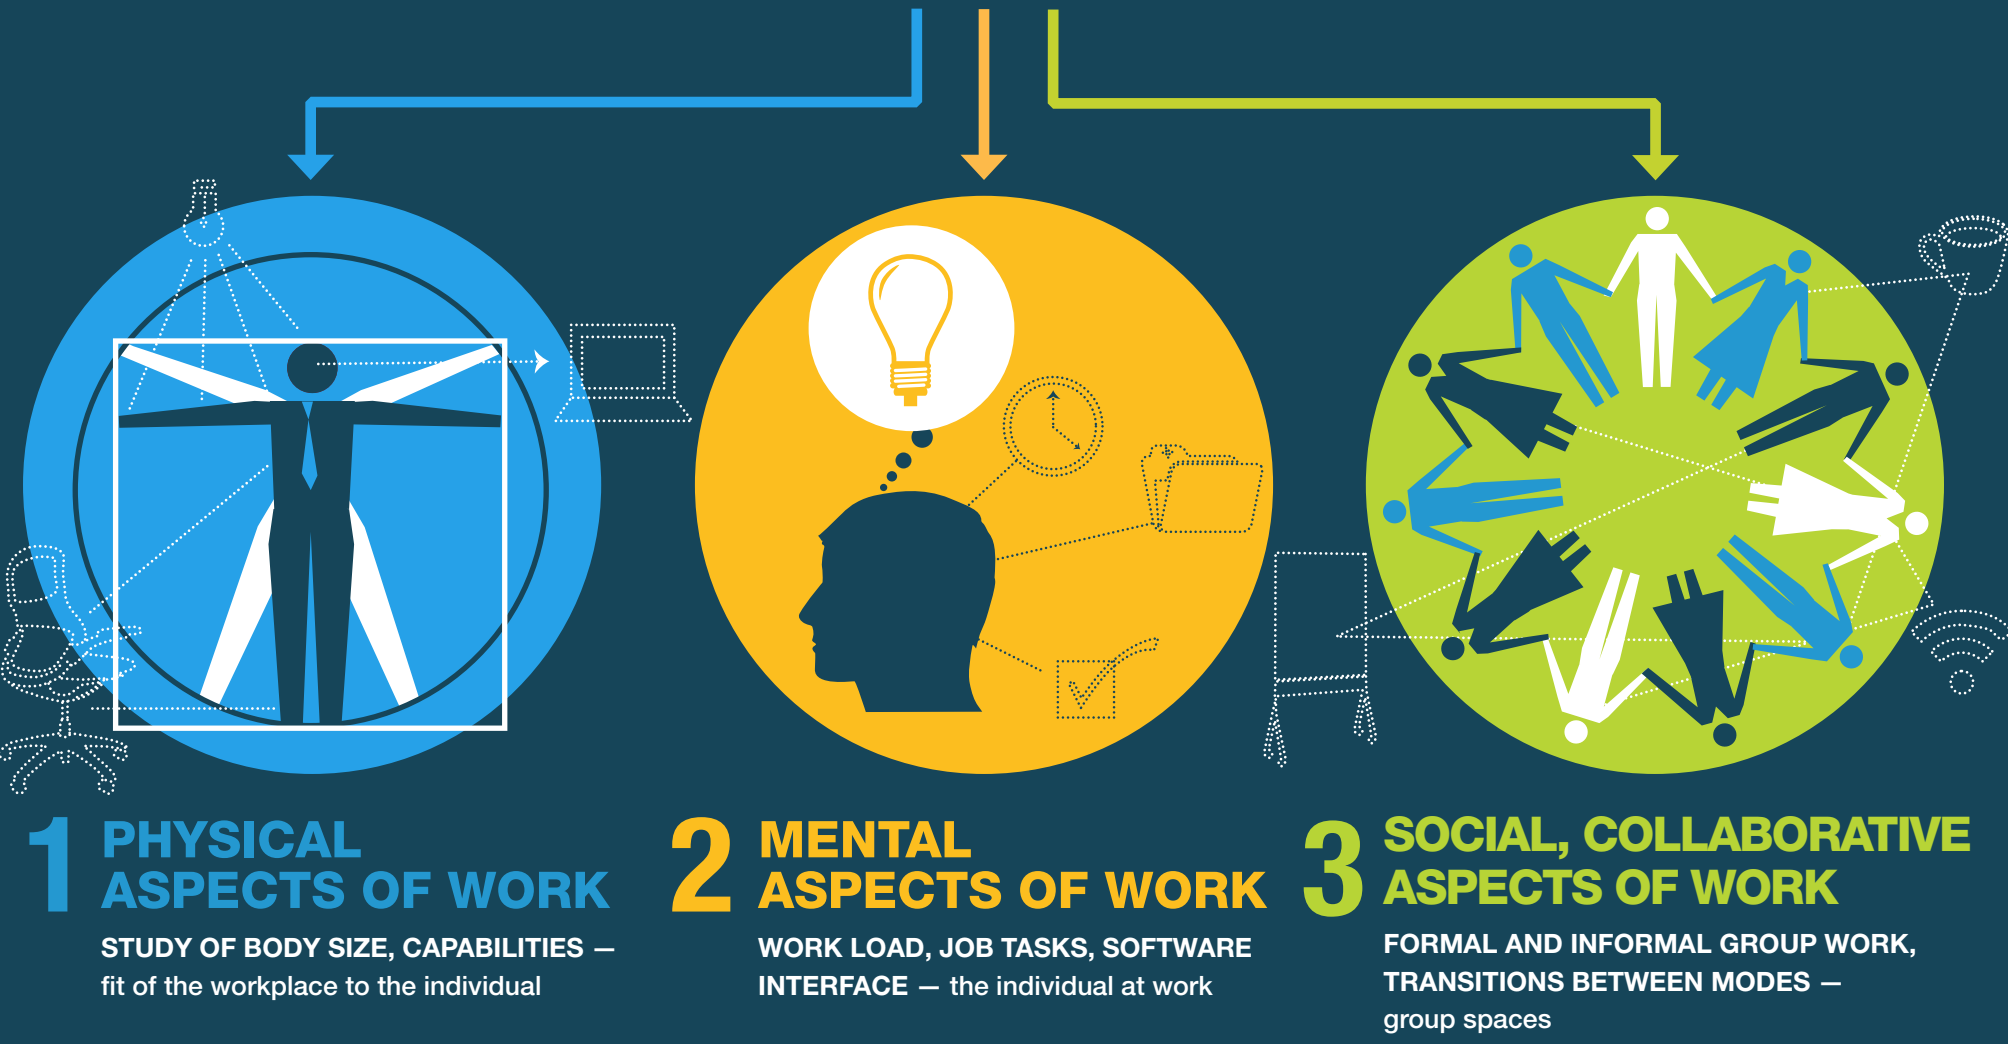 1 PHYSICAL
ASPECTS OF WORK
STUDY OF BODY SIZE, CAPABILITIES —
fit of the workplace to the individual
2 MENTAL
ASPECTS OF WORK
WORK LOAD, JOB TASKS, SOFTWARE
INTERFACE — the individual at work
3 SOCIAL, COLLABORATIVE
ASPECTS OF WORK
FORMAL AND INFORMAL GROUP WORK,
TRANSITIONS BETWEEN MODES —
group spaces